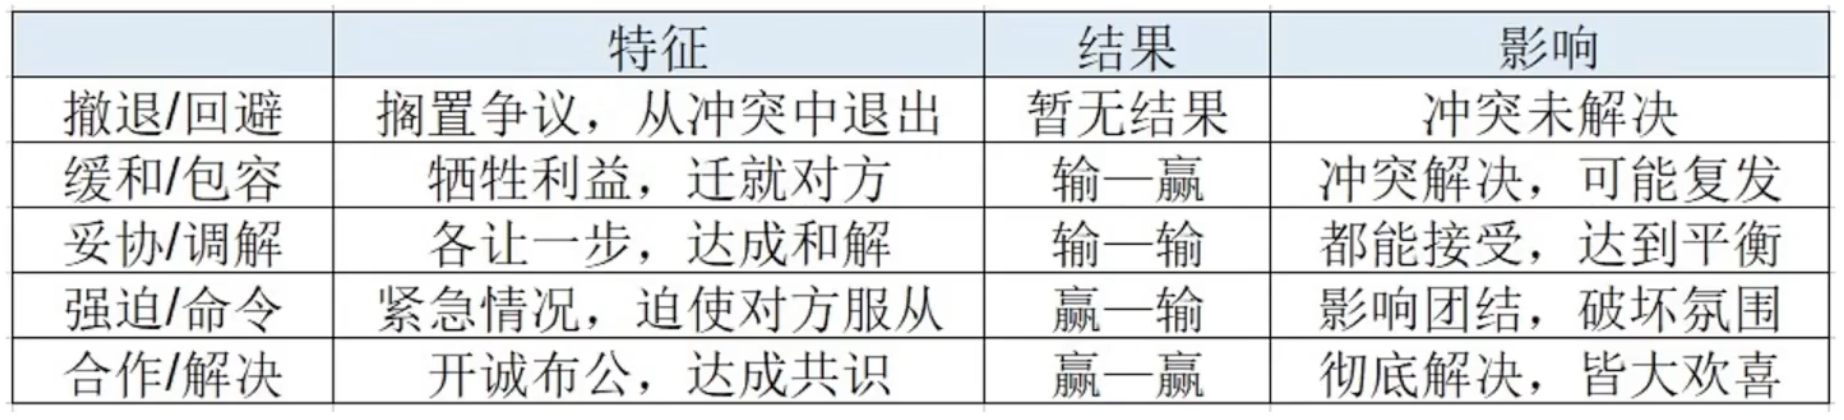 特征 结果 影响
撤退/回避 搁置争议，从冲突中退出 暂无结果 冲突未解决
缓和/包容 牺牲利益，迁就对方 输—赢 冲突解决，可能复发
妥协/调解 各让一步，达成和解 输—输 都能接受，达到平衡
强迫/命令 紧急情况，迫使对方服从 赢—输 影响团结，破坏氛围
合作/解决 开诚布公，达成共识 赢—赢 彻底解决，皆大欢喜